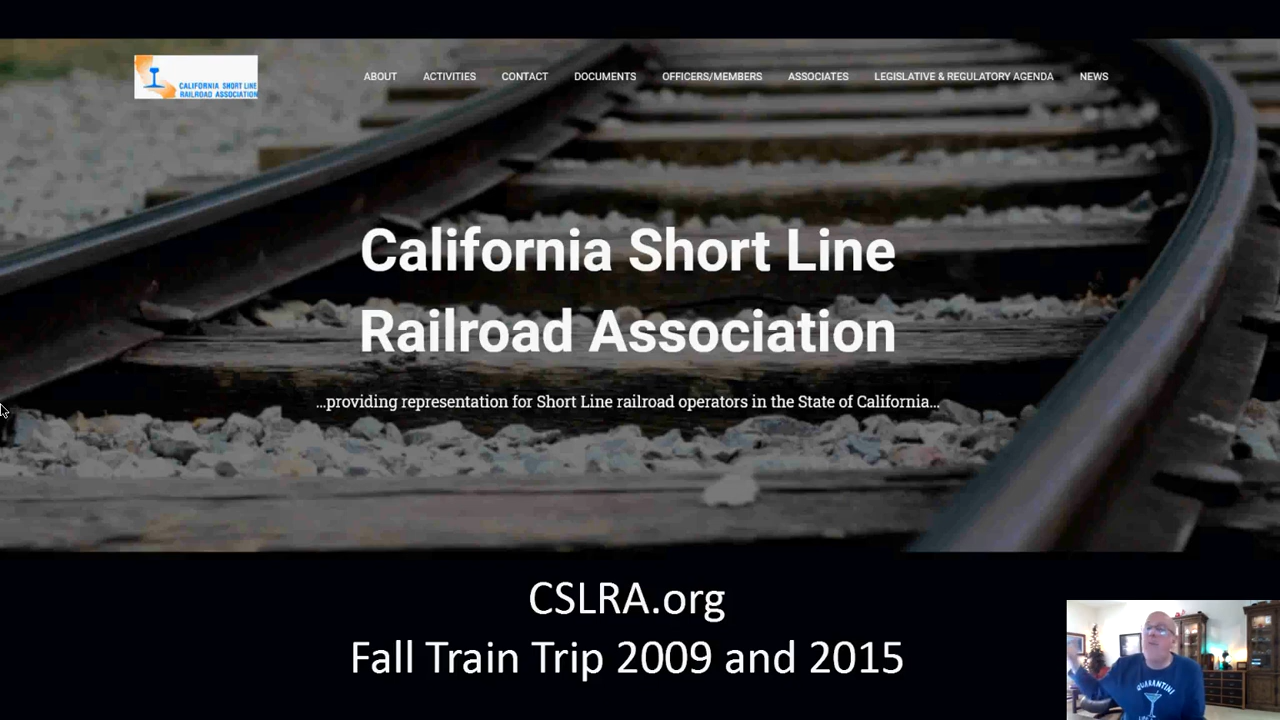 CALIFORNIA SHORT LINE
RAILROAD ASSOCIATION
ABOUT ACTIVITIES CONTACT DOCUMENTS OFFICERS/MEMBERS ASSOCIATES LEGISLATIVE & REGULATORY AGENDA NEWS
California Short Line
Railroad Association
...providing representation for Short Line railroad operators in the State of California...
CSLRA.org
Fall Train Trip 2009 and 2015
QUARANTINI